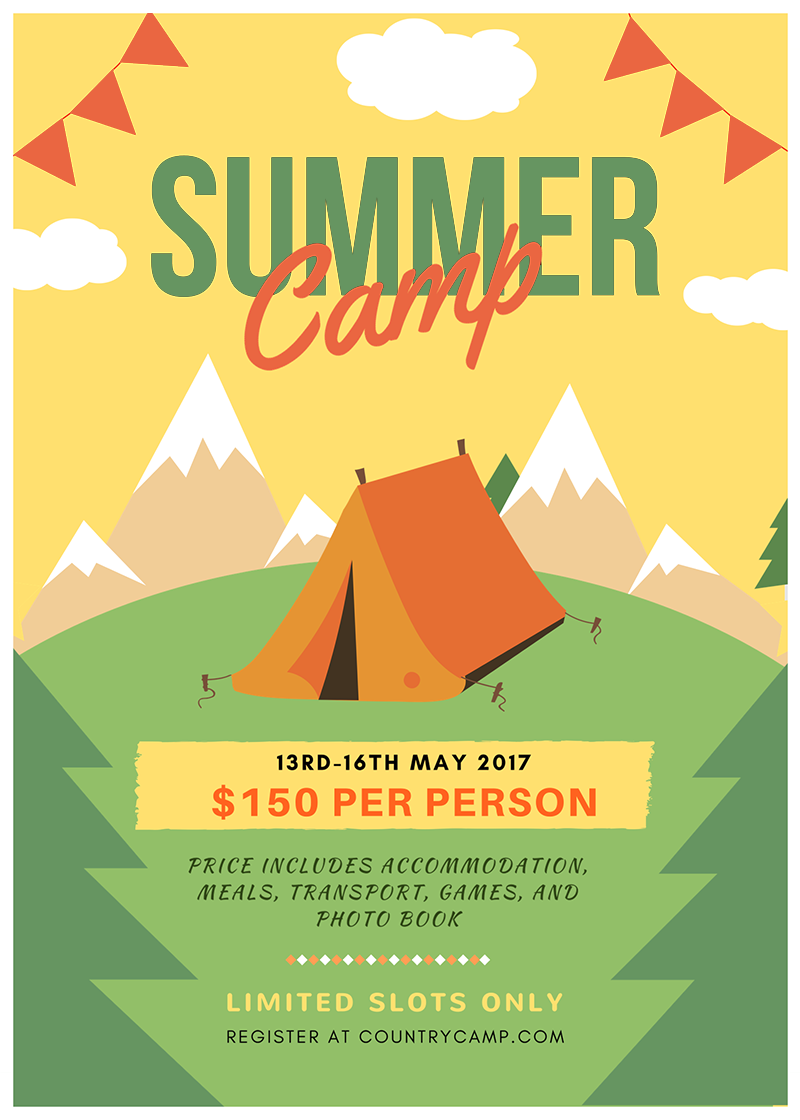 SUMMER
Camp
13RD-16TH MAY 2017
$150 PER PERSON
PRICE INCLUDES ACCOMMODATION,
MEALS, TRANSPORT, GAMES, AND
PHOTO BOOK
LIMITED SLOTS ONLY
REGISTER AT COUNTRYCAMP.COM